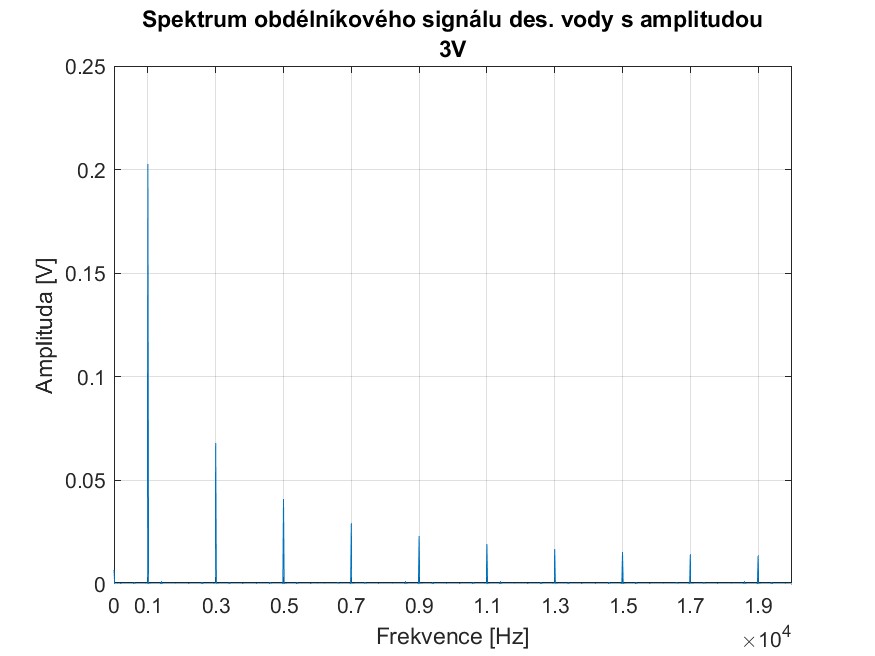 Spektrum obdélníkového signálu des. vody s amplitudou
3V
0.25
0.2
0.15
0.1
0.05
0
Amplituda [V]
0 0.1 0.3 0.5 0.7 0.9 1.1 1.3 1.5 1.7 1.9
Frekvence [Hz]
×10⁴